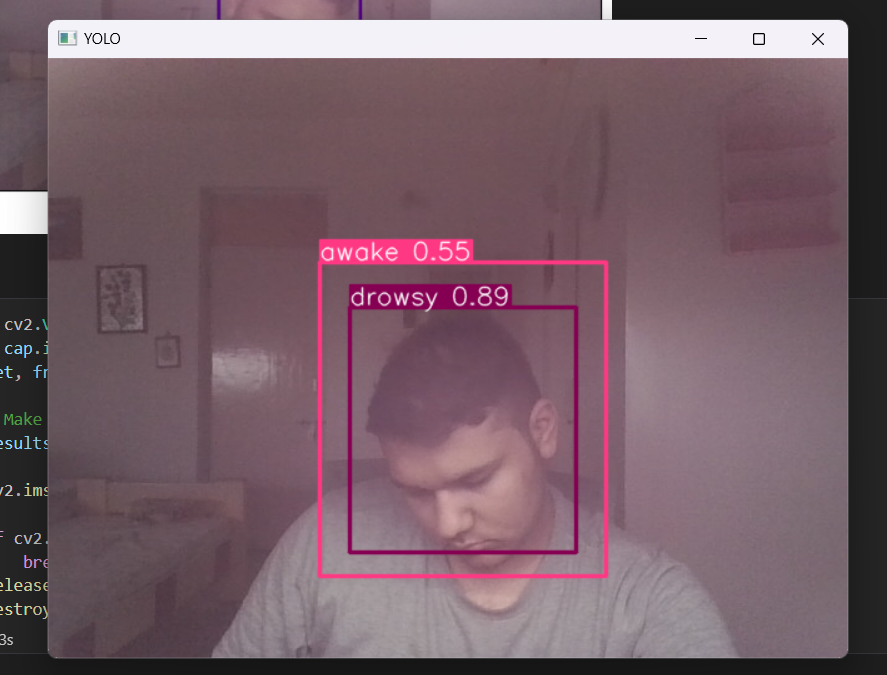 YOLO
awake 0.55
drowsy 0.89
cv2.
cap.i
et, fr
Make
esults
v2.ims
f cv2.
bre
elease
estroy
3s